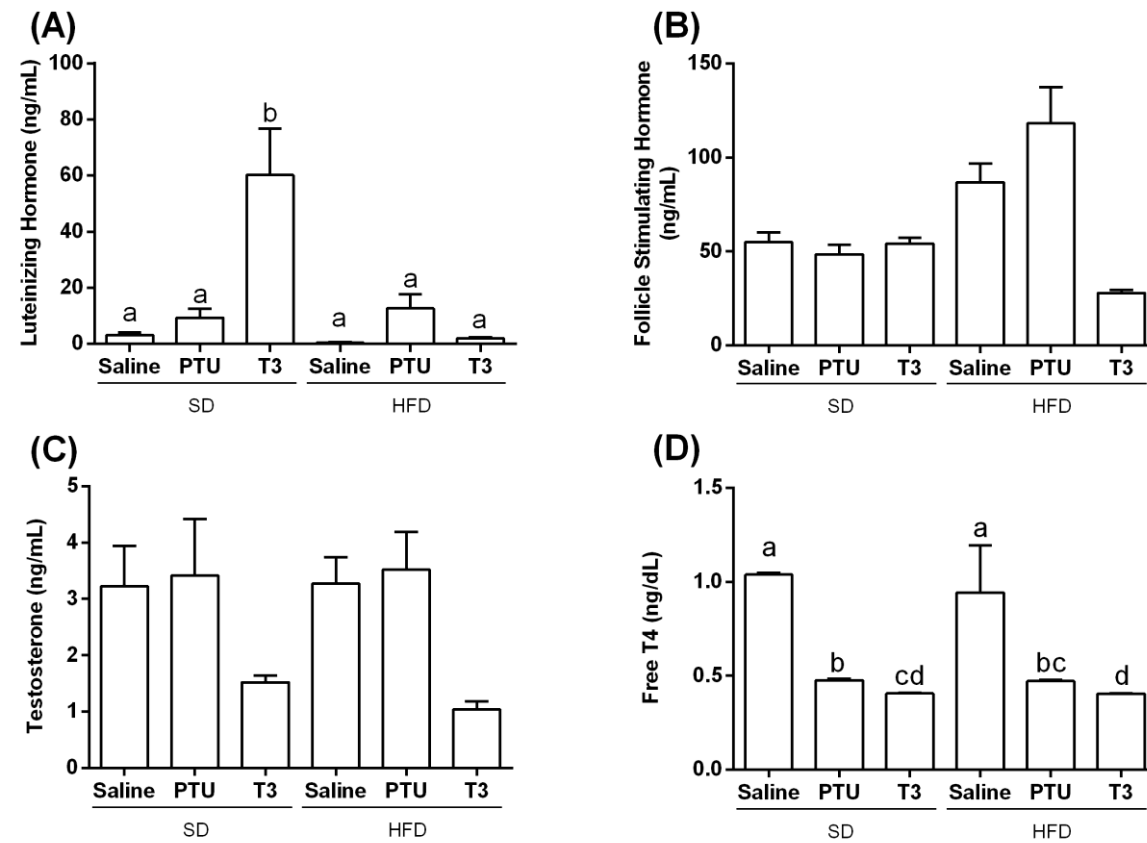 (A)
Luteinizing Hormone (ng/mL)
100
80
60
40
20
0
a
a
b
a
a
a
Saline PTU T3 Saline PTU T3
SD HFD
(B)
Follicle Stimulating Hormone
(ng/mL)
150
100
50
0
Saline PTU T3 Saline PTU T3
SD HFD
(C)
Testosterone (ng/mL)
5
4
3
2
1
0
Saline PTU T3 Saline PTU T3
SD HFD
(D)
Free T4 (ng/dL)
1.5
1.0
0.5
0.0
a
b
cd
a
bc
d
Saline PTU T3 Saline PTU T3
SD HFD